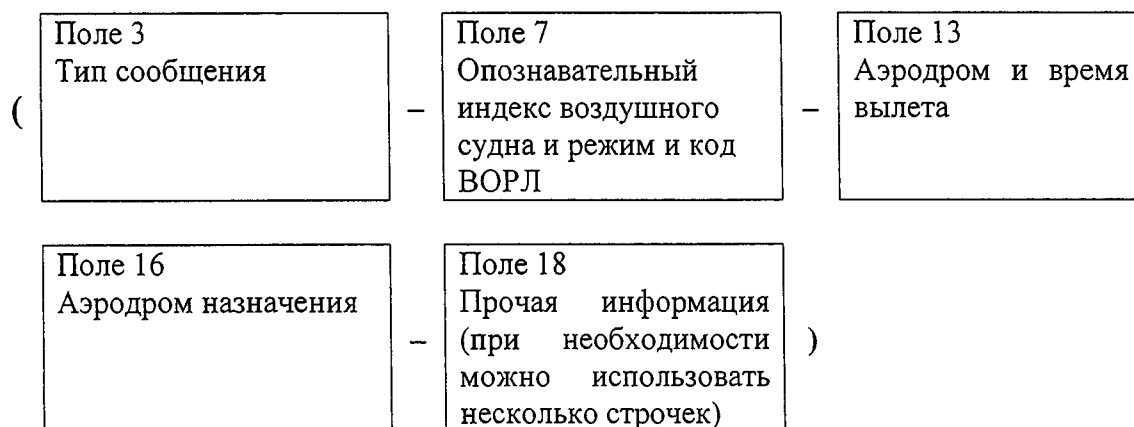 Поле 3
Тип сообщения
(
Поле 7
Опознавательный
индекс воздушного
судна и режим и код
ВОРЛ
–
Поле 13
Аэродром и время
вылета
–
Поле 16
Аэродром назначения
Поле 18
Прочая информация
(при необходимости
можно использовать
несколько строчек)
–
)